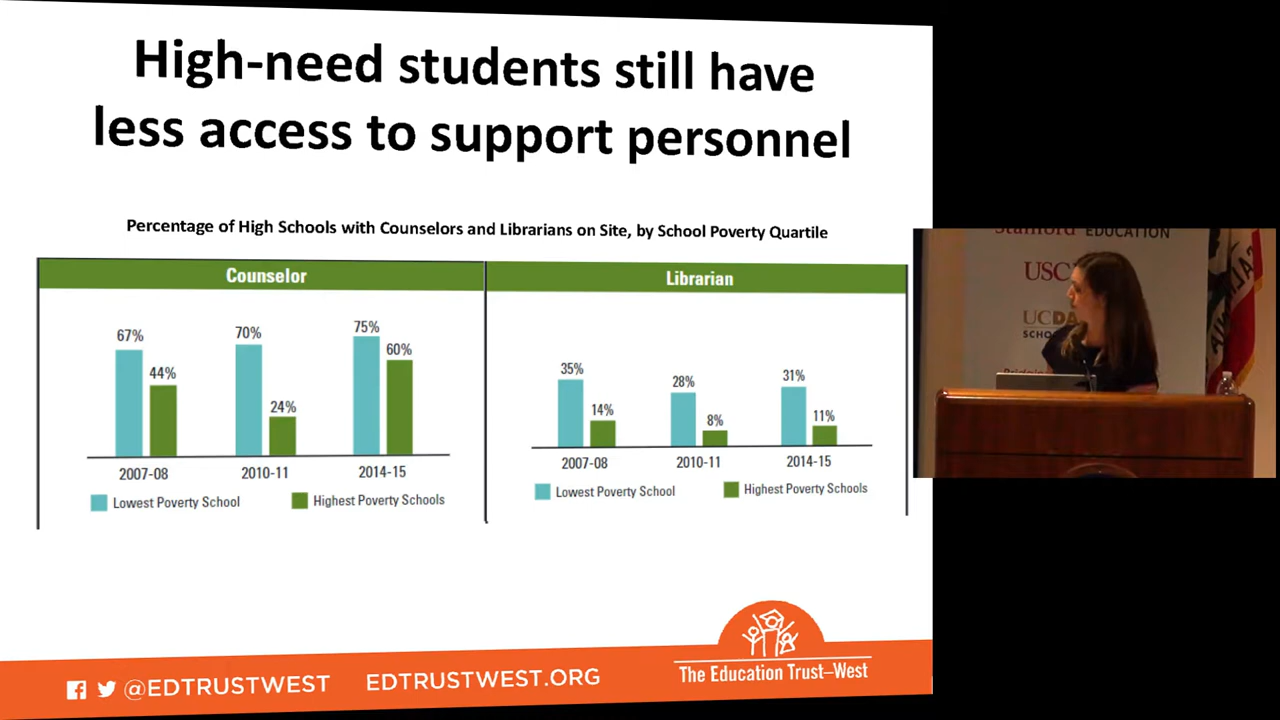 High-need students still have
less access to support personnel
Percentage of High Schools with Counselors and Librarians on Site, by School Poverty Quartile
Counselor
67%
44%
70%
24%
75%
60%
2007-08
2010-11
2014-15
Lowest Poverty School
Highest Poverty Schools
Librarian
35%
14%
28%
8%
31%
11%
2007-08
2010-11
2014-15
Lowest Poverty School
Highest Poverty Schools
@EDTRUSTWEST
EDTRUSTWEST.ORG
The Education Trust–West
Stanford EDUCATION
USC
UCDA
SCHO